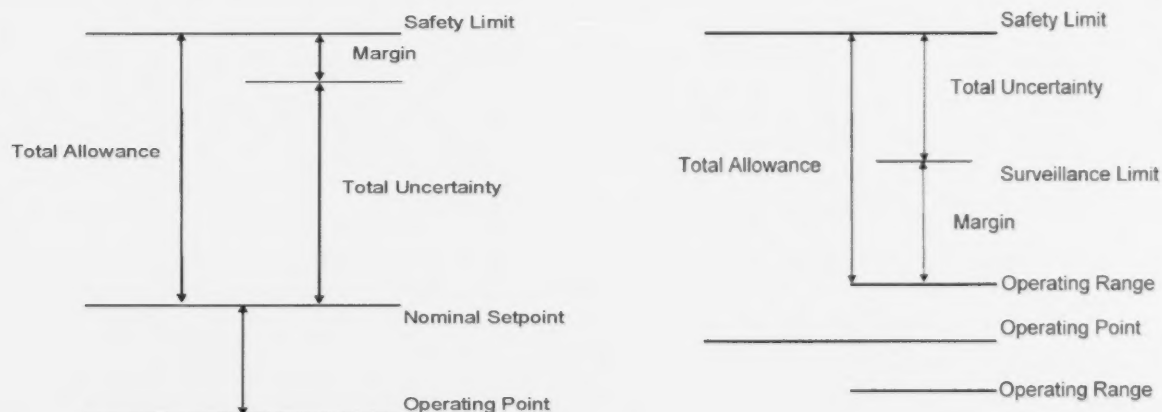 Safety Limit
Margin
Total Allowance
Total Uncertainty
Nominal Setpoint
Operating Point
Safety Limit
Total Uncertainty
Total Allowance
Surveillance Limit
Margin
Operating Range
Operating Point
Operating Range